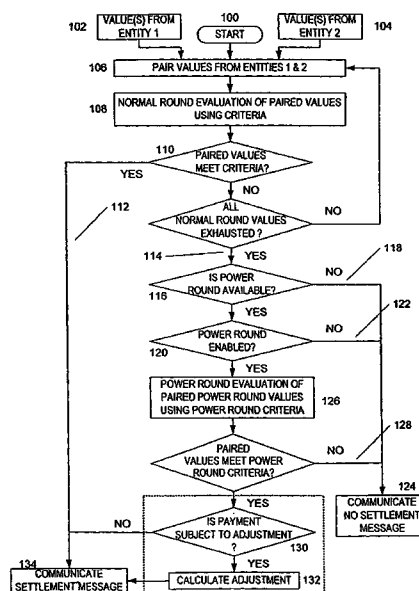 102
VALUE(S) FROM
ENTITY 1
100
START
VALUE(S) FROM
ENTITY 2
104
106
PAIR VALUES FROM ENTITIES 1 & 2
108
NORMAL ROUND EVALUATION OF PAIRED VALUES
USING CRITERIA
110
PAIRED VALUES
MEET CRITERIA?
YES
NO
112
ALL
NORMAL ROUND VALUES
EXHAUSTED ?
NO
114
YES
118
IS POWER
ROUND AVAILABLE?
NO
116
YES
122
POWER ROUND
ENABLED?
NO
120
YES
POWER ROUND EVALUATION OF
PAIRED POWER ROUND VALUES
USING POWER ROUND CRITERIA
126
128
PAIRED
VALUES MEET POWER
ROUND CRITERIA?
NO
124
YES
COMMUNICATE
NO SETTLEMENT
MESSAGE
NO
IS PAYMENT
SUBJECT TO ADJUSTMENT
?
130
134
YES
COMMUNICATE
SETTLEMENT MESSAGE
CALCULATE ADJUSTMENT
132